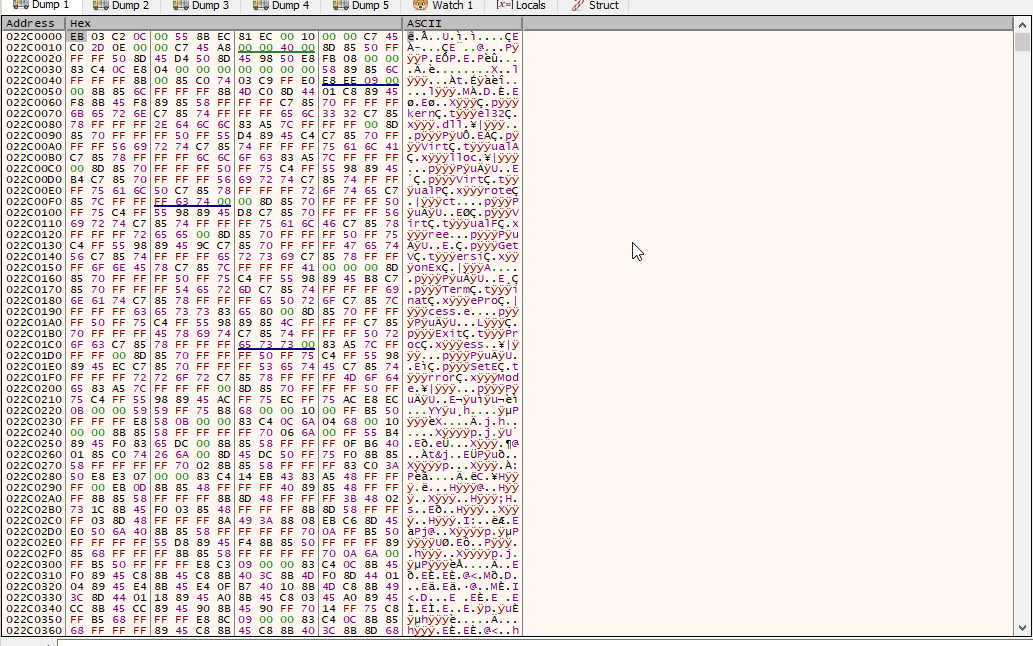 Dump 1 Dump 2 Dump 3 Dump 4 Dump 5 Watch 1 [x=] Locals Struct
Address Hex ASCII
022C0000 EB 03 C2 0C 00 55 8B EC 81 EC 00 10 00 00 C7 45 ë.Â..U.ì.ì....ÇE
022C0010 C0 2D 0E 00 00 C7 45 A8 00 00 40 00 8D 85 50 FF À-...ÇE¨..@...Pÿ
022C0020 FF FF 50 8D 45 D4 50 8D 45 98 50 E8 FB 08 00 00 ÿÿP.EÔP.E.Pèû...
022C0030 83 C4 0C E8 04 00 00 00 00 00 00 00 58 89 85 6C .Ä.è........X..l
022C0040 FF FF FF 8B 00 85 C0 74 03 C9 FF E0 E8 EE 09 00 ÿÿÿ...Àt.Éÿàèî..
022C0050 00 8B 85 6C FF FF FF 8B 4D C0 8D 44 01 C8 89 45 ...lÿÿÿ.MÀ.D.È.E
022C0060 F8 8B 45 F8 89 85 58 FF FF FF C7 85 70 FF FF FF ø.Eø..XÿÿÿÇ.pÿÿÿ
022C0070 6B 65 72 6E C7 85 74 FF FF FF 65 6C 33 32 C7 85 kernÇ.tÿÿÿel32Ç.
022C0080 78 FF FF FF 2E 64 6C 6C 83 A5 7C FF FF FF 00 8D xÿÿÿ.dll.¥|ÿÿÿ..
022C0090 85 70 FF FF FF 50 FF 55 D4 89 45 C4 C7 85 70 FF .pÿÿÿPÿUÔ.EÄÇ.pÿ
022C00A0 FF FF 56 69 72 74 C7 85 74 FF FF FF 75 61 6C 41 ÿÿVirtÇ.tÿÿÿualA
022C00B0 C7 85 78 FF FF FF 6C 6C 6F 63 83 A5 7C FF FF FF Ç.xÿÿÿlloc.¥|ÿÿÿ
022C00C0 00 8D 85 70 FF FF FF 50 FF 75 C4 FF 55 98 89 45 ...pÿÿÿPÿuÄÿU..E
022C00D0 B4 C7 85 70 FF FF FF 56 69 72 74 C7 85 74 FF FF ´Ç.pÿÿÿVirtÇ.tÿÿ
022C00E0 FF 75 61 6C 50 C7 85 78 FF FF FF 72 6F 74 65 C7 ÿualPÇ.xÿÿÿroteÇ
022C00F0 85 7C FF FF FF 63 74 00 00 8D 85 70 FF FF FF 50 .|ÿÿÿct....pÿÿÿP
022C0100 FF 75 C4 FF 55 98 89 45 D8 C7 85 70 FF FF FF 56 ÿuÄÿU..EØÇ.pÿÿÿV
022C0110 69 72 74 C7 85 74 FF FF FF 75 61 6C 46 C7 85 78 irtÇ.tÿÿÿualFÇ.x
022C0120 FF FF FF 72 65 65 00 8D 85 70 FF FF FF 50 FF 75 ÿÿÿree...pÿÿÿPÿu
022C0130 C4 FF 55 98 89 45 9C C7 85 70 FF FF FF 47 65 74 ÄÿU..E.Ç.pÿÿÿGet
022C0140 56 C7 85 74 FF FF FF 65 72 73 69 C7 85 78 FF FF VÇ.tÿÿÿersiÇ.xÿÿ
022C0150 FF 6F 6E 45 78 C7 85 7C FF FF FF 41 00 00 00 8D ÿonExÇ.|ÿÿÿA....
022C0160 85 70 FF FF FF 50 FF 75 C4 FF 55 98 89 45 B8 C7 .pÿÿÿPÿuÄÿU..E¸Ç
022C0170 85 70 FF FF FF 54 65 72 6D C7 85 74 FF FF FF 69 .pÿÿÿTermÇ.tÿÿÿi
022C0180 6E 61 74 C7 85 78 FF FF FF 65 50 72 6F C7 85 7C natÇ.xÿÿÿeProÇ.|
022C0190 FF FF FF 63 65 73 73 83 65 80 00 8D 85 70 FF FF ÿÿÿcess.e....pÿÿ
022C01A0 FF 50 FF 75 C4 FF 55 98 89 85 4C FF FF FF C7 85 ÿPÿuÄÿU...LÿÿÿÇ.
022C01B0 70 FF FF FF 45 78 69 74 C7 85 74 FF FF FF 50 72 pÿÿÿExitÇ.tÿÿÿPr
022C01C0 6F 63 C7 85 78 FF FF FF 65 73 73 00 83 A5 7C FF ocÇ.xÿÿÿess..¥|ÿ
022C01D0 FF FF 00 8D 85 70 FF FF FF 50 FF 75 C4 FF 55 98 ÿÿ...pÿÿÿPÿuÄÿU.
022C01E0 89 45 EC C7 85 70 FF FF FF 53 65 74 45 C7 85 74 .EìÇ.pÿÿÿSetEÇ.t
022C01F0 FF FF FF 72 72 6F 72 C7 85 78 FF FF FF 4D 6F 64 ÿÿÿrrorÇ.xÿÿÿMod
022C0200 65 83 A5 7C FF FF FF 00 8D 85 70 FF FF FF 50 FF e.¥|ÿÿÿ...pÿÿÿPÿ
022C0210 75 C4 FF 55 98 89 45 AC FF 75 EC FF 75 AC E8 EC uÄÿU..E¬ÿuìÿu¬èì
022C0220 0B 00 00 59 59 FF 75 B8 68 00 00 10 00 FF B5 50 ...YYÿu¸h....ÿµP
022C0230 FF FF FF E8 58 0B 00 00 83 C4 0C 6A 04 68 00 10 ÿÿÿèX....Ä.j.h..
022C0240 00 00 8B 85 58 FF FF FF FF 70 06 6A 00 FF 55 B4 ....Xÿÿÿÿp.j.ÿU´
022C0250 89 45 F0 83 65 DC 00 8B 85 58 FF FF FF 0F B6 40 .Eð.eÜ...Xÿÿÿ.¶@
022C0260 01 85 C0 74 26 6A 00 8D 45 DC 50 FF 75 F0 8B 85 ..Àt&j..EÜPÿuð..
022C0270 58 FF FF FF FF 70 02 8B 85 58 FF FF FF 83 C0 3A Xÿÿÿÿp...Xÿÿÿ.À:
022C0280 50 E8 E3 07 00 00 83 C4 14 EB 43 83 A5 48 FF FF Pèã....Ä.ëC.¥Hÿÿ
022C0290 FF 00 EB 0D 8B 85 48 FF FF FF 40 89 85 48 FF FF ÿ.ë...Hÿÿÿ@..Hÿÿ
022C02A0 FF 8B 85 58 FF FF FF 8B 8D 48 FF FF FF 3B 48 02 ÿ..Xÿÿÿ..Hÿÿÿ;H.
022C02B0 73 1C 8B 45 F0 03 85 48 FF FF FF 8B 8D 58 FF FF s..Eð..Hÿÿÿ..Xÿÿ
022C02C0 FF 03 8D 48 FF FF FF 8A 49 3A 88 08 EB C6 8D 45 ÿ..Hÿÿÿ.I:..ëÆ.E
022C02D0 E0 50 6A 40 8B 85 58 FF FF FF FF 70 0A FF B5 50 àPj@..Xÿÿÿÿp.ÿµP
022C02E0 FF FF FF FF 55 D8 89 45 F4 8B 85 50 FF FF FF 89 ÿÿÿÿUØ.Eô..Pÿÿÿ.
022C02F0 85 68 FF FF FF 8B 85 58 FF FF FF FF 70 0A 6A 00 .hÿÿÿ..Xÿÿÿÿp.j.
022C0300 FF B5 50 FF FF FF E8 C3 09 00 00 83 C4 0C 8B 45 ÿµPÿÿÿèÃ....Ä..E
022C0310 F0 89 45 C8 8B 45 C8 8B 40 3C 8B 4D F0 8D 44 01 ð.EÈ.EÈ.@<.Mð.D.
022C0320 04 89 45 E4 8B 45 E4 0F B7 40 10 8B 4D C8 8B 49 ..Eä.Eä.·@..MÈ.I
022C0330 3C 8D 44 01 18 89 45 A0 8B 45 C8 03 45 A0 89 45 <.D...E .EÈ.E .E
022C0340 CC 8B 45 CC 89 45 90 8B 45 90 FF 70 14 FF 75 C8 Ì.EÌ.E..E.ÿp.ÿuÈ
022C0350 FF B5 68 FF FF FF E8 8C 09 00 00 83 C4 0C 8B 85 ÿµhÿÿÿè.....Ä...
022C0360 68 FF FF FF 89 45 C8 8B 45 C8 8B 40 3C 8B 8D 68 hÿÿÿ.EÈ.EÈ.@<..h